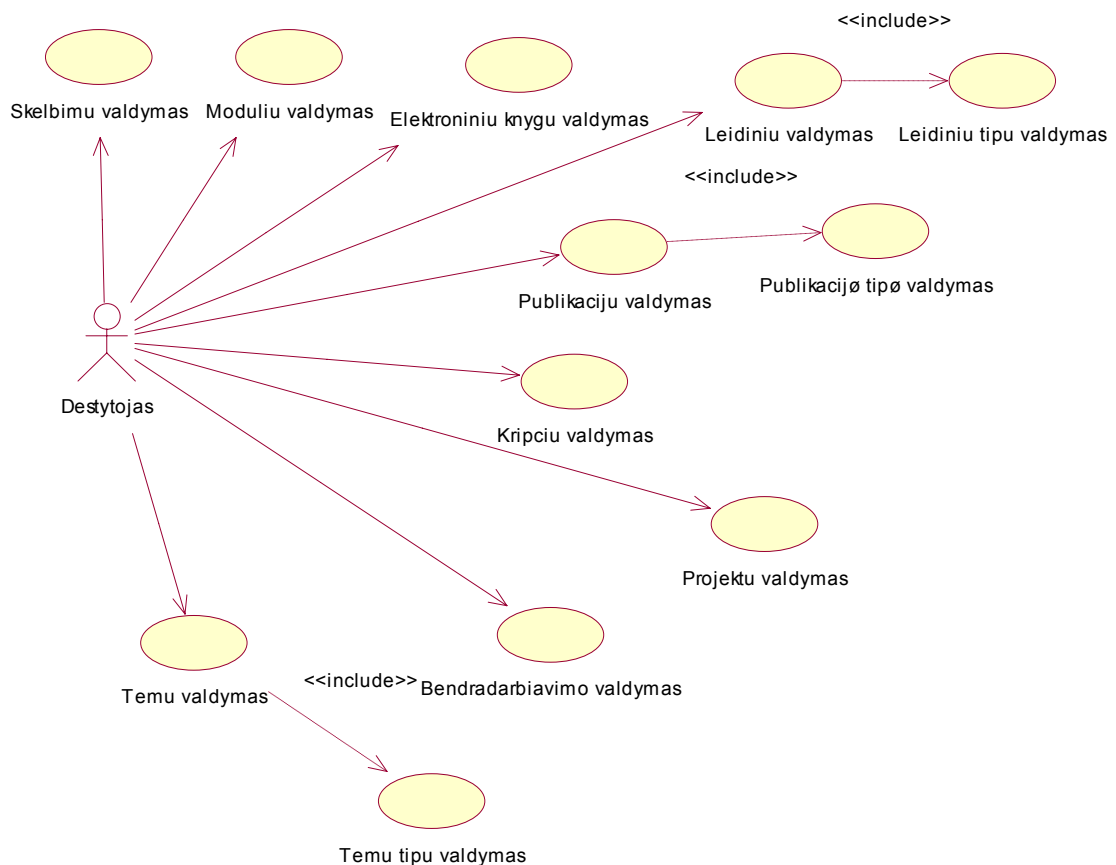 <<include>>
Skelbimu valdymas
Moduliu valdymas
Elektroniniu knygu valdymas
Leidiniu valdymas
Leidiniu tipu valdymas
<<include>>
Publikaciju valdymas
Publikacijø tipø valdymas
Destytojas
Kripciu valdymas
Projektu valdymas
<<include>>
Temu valdymas
Bendradarbiavimo valdymas
Temu tipu valdymas